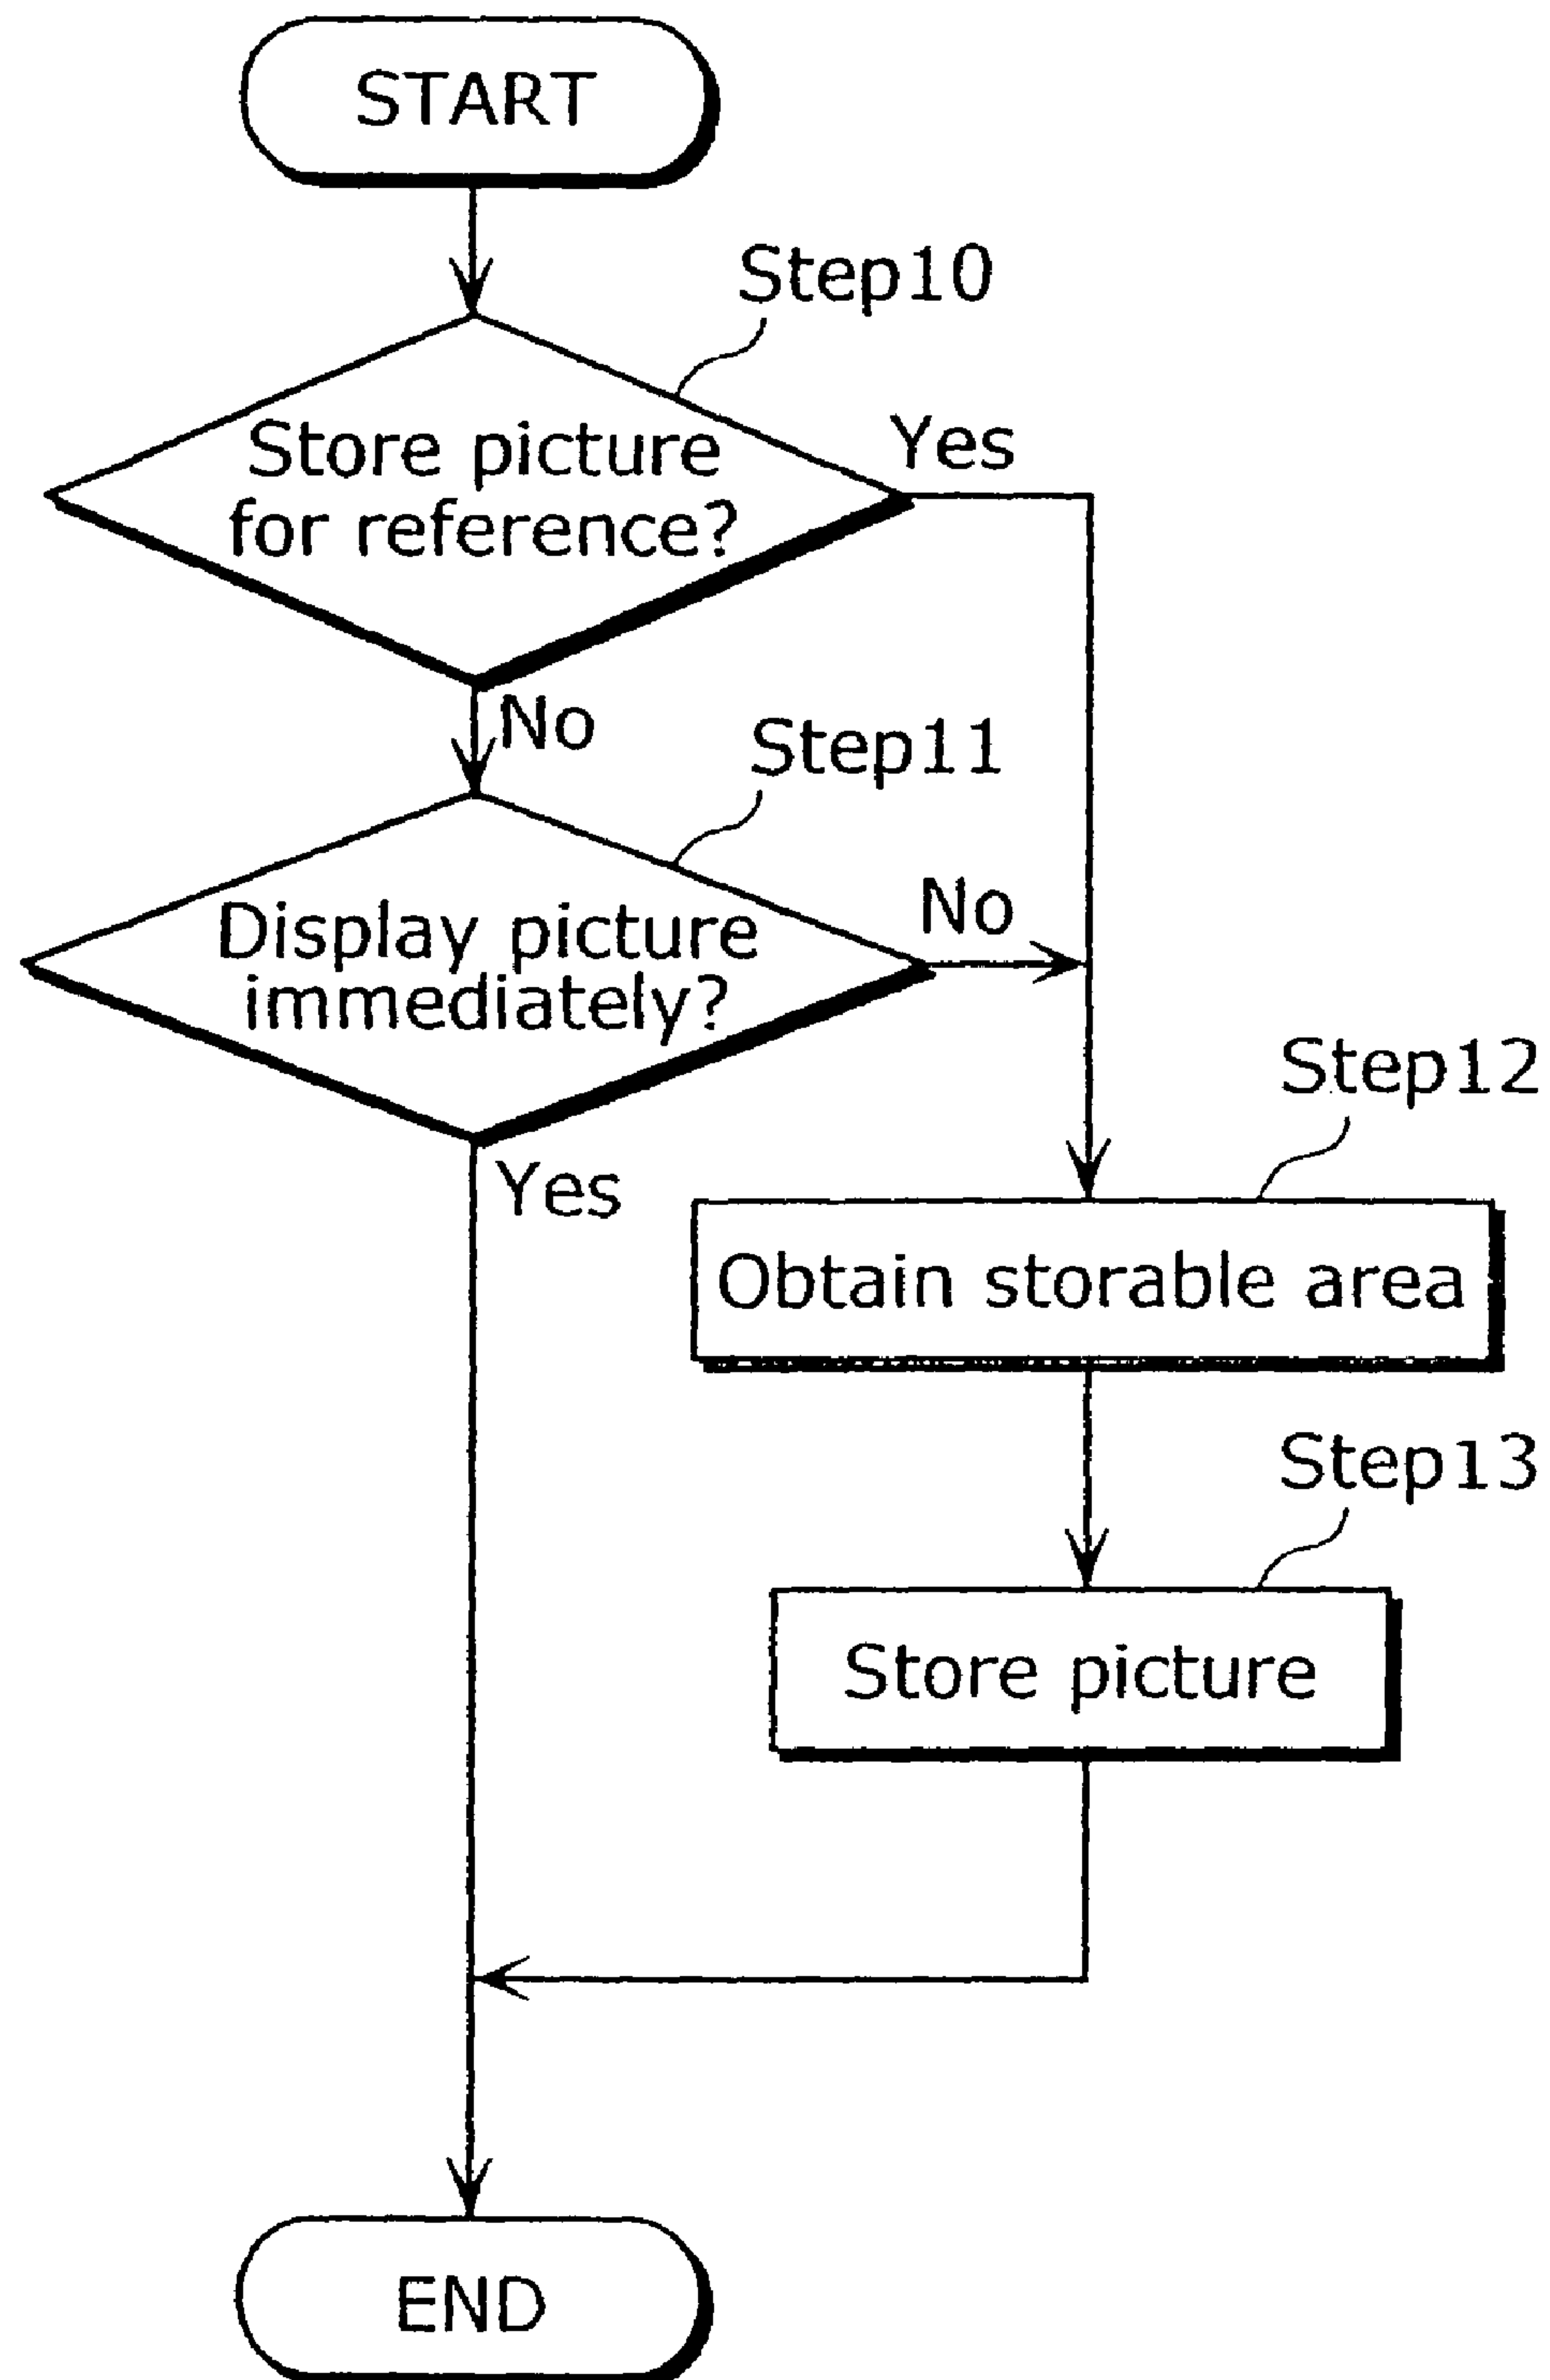 START
Step10
Store picture
for reference?
Yes
No
Step11
Display picture
immediately?
No
Yes
Step12
Obtain storable area
Step13
Store picture
END